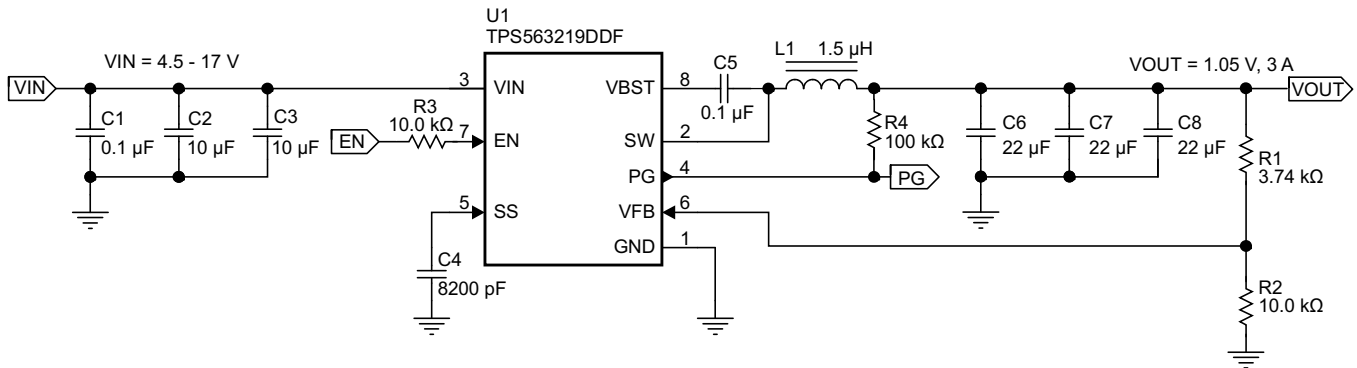 U1
TPS563219DDF
VIN = 4.5 - 17 V
VIN
C1
0.1 µF
C2
10 µF
C3
10 µF
EN
R3
10.0 kΩ
3
7
5
VIN
EN
SS
C4
8200 pF
VBST
SW
PG
VFB
GND
8
2
4
6
1
C5
0.1 µF
L1
1.5 µH
R4
100 kΩ
PG
C6
22 µF
C7
22 µF
C8
22 µF
VOUT = 1.05 V, 3 A
VOUT
R1
3.74 kΩ
R2
10.0 kΩ